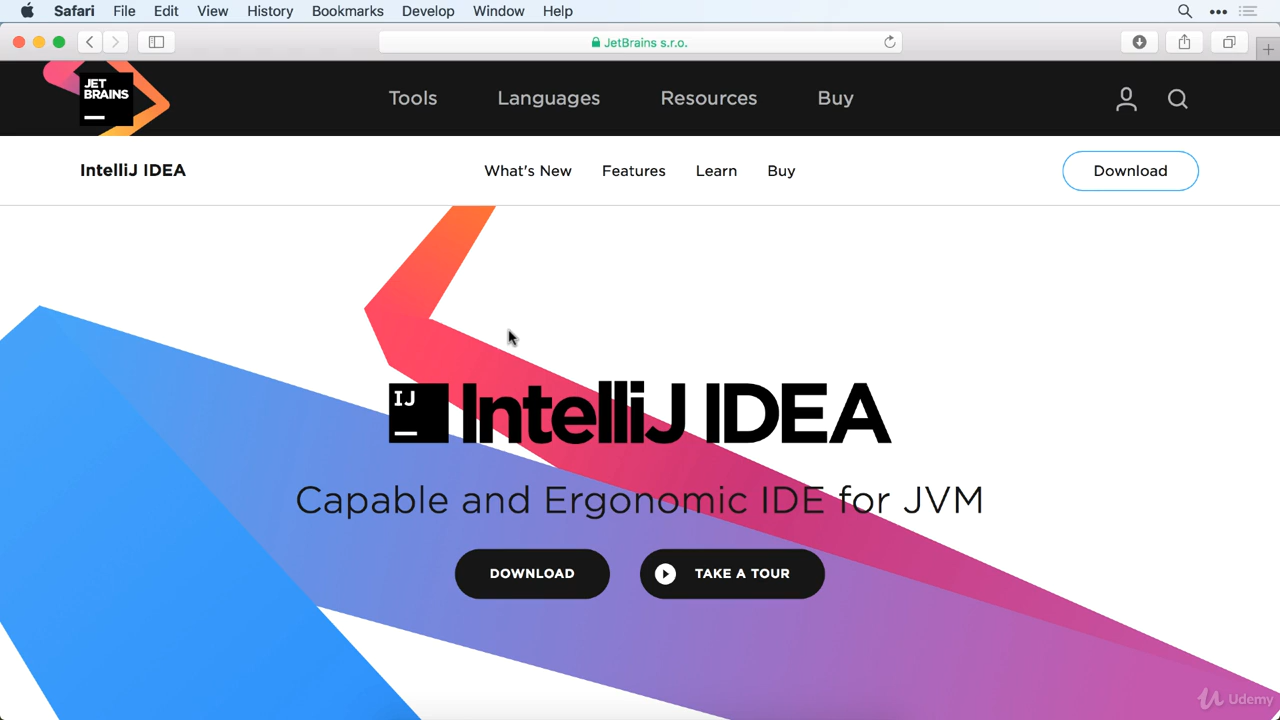 Safari File Edit View History Bookmarks Develop Window Help
JetBrains s.r.o.
JET
BRAINS
Tools Languages Resources Buy
IntelliJ IDEA What's New Features Learn Buy Download
IJ
IntelliJ IDEA
Capable and Ergonomic IDE for JVM
DOWNLOAD TAKE A TOUR
Udemy